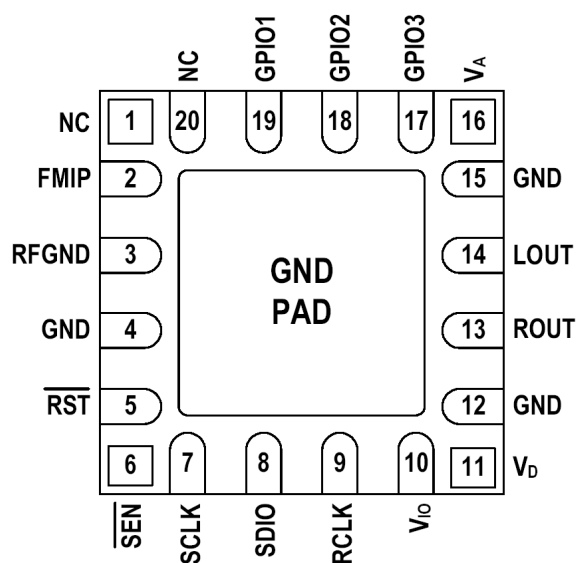 NC
GPIO1
GPIO2
GPIO3
VA
NC
1
20
19
18
17
16
FMIP
2
15
GND
RFGND
3
14
LOUT
GND
PAD
GND
4
13
ROUT
RST
5
12
GND
6
7
8
9
10
11
VD
SEN
SCLK
SDIO
RCLK
VIO